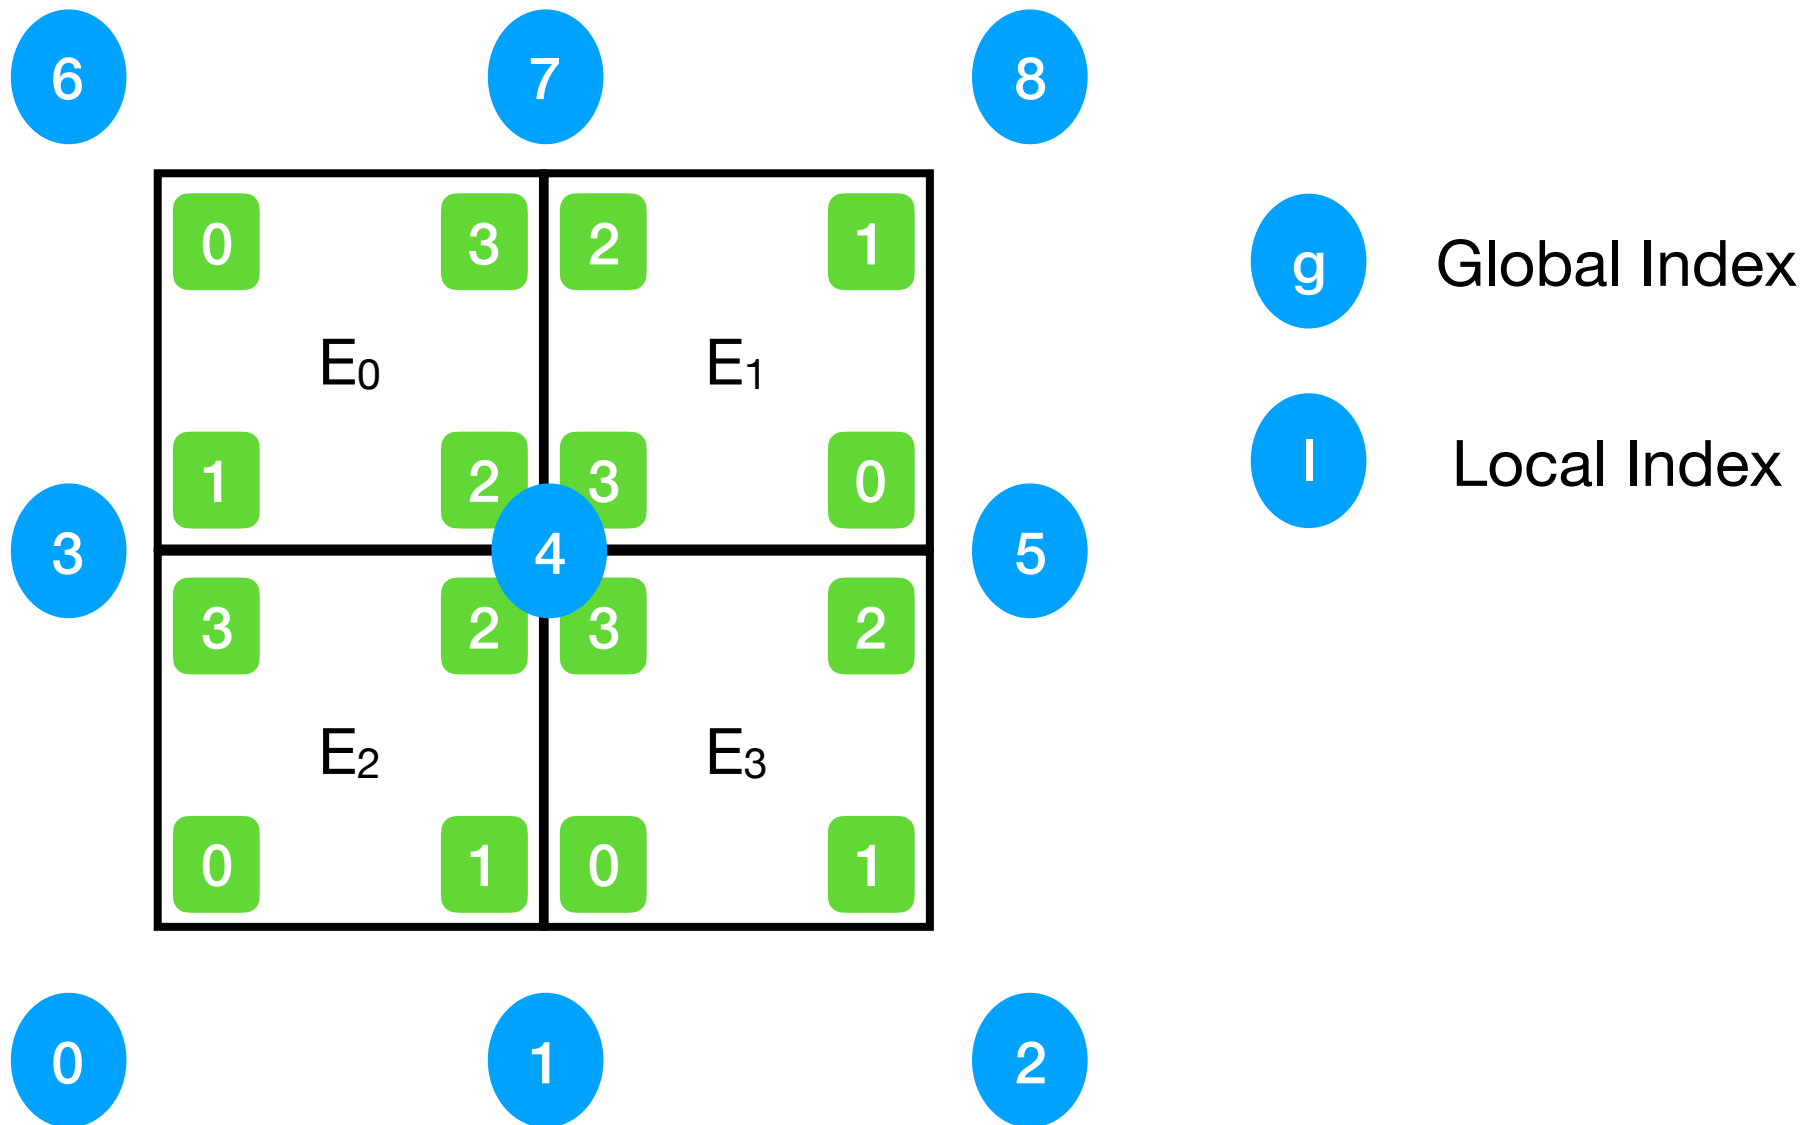 6 7 8
0 3 2 1
g Global Index
E₀ E₁
l Local Index
1 2 3 0
3 4 5
3 2 3 2
E₂ E₃
0 1 0 1
0 1 2